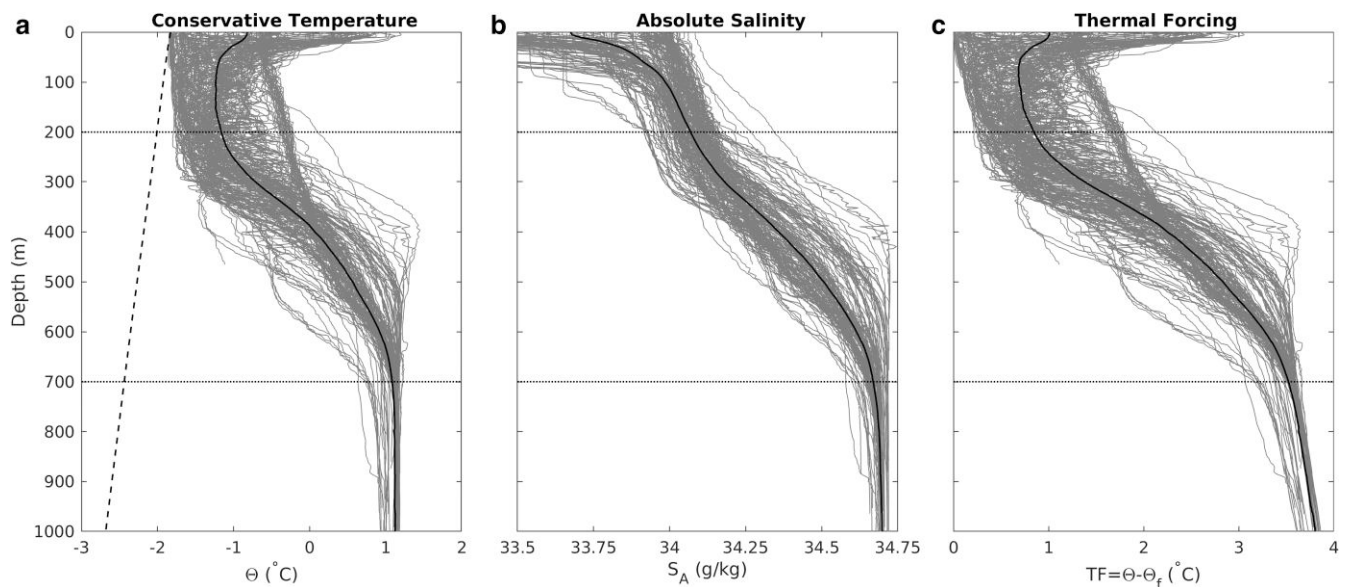 a Conservative Temperature
b Absolute Salinity
c Thermal Forcing
Depth (m)
0
100
200
300
400
500
600
700
800
900
1000
-3 -2 -1 0 1 2
33.5 33.75 34 34.25 34.5 34.75
0 1 2 3 4
Θ (°C)
S_A (g/kg)
TF=Θ-Θ_f (°C)